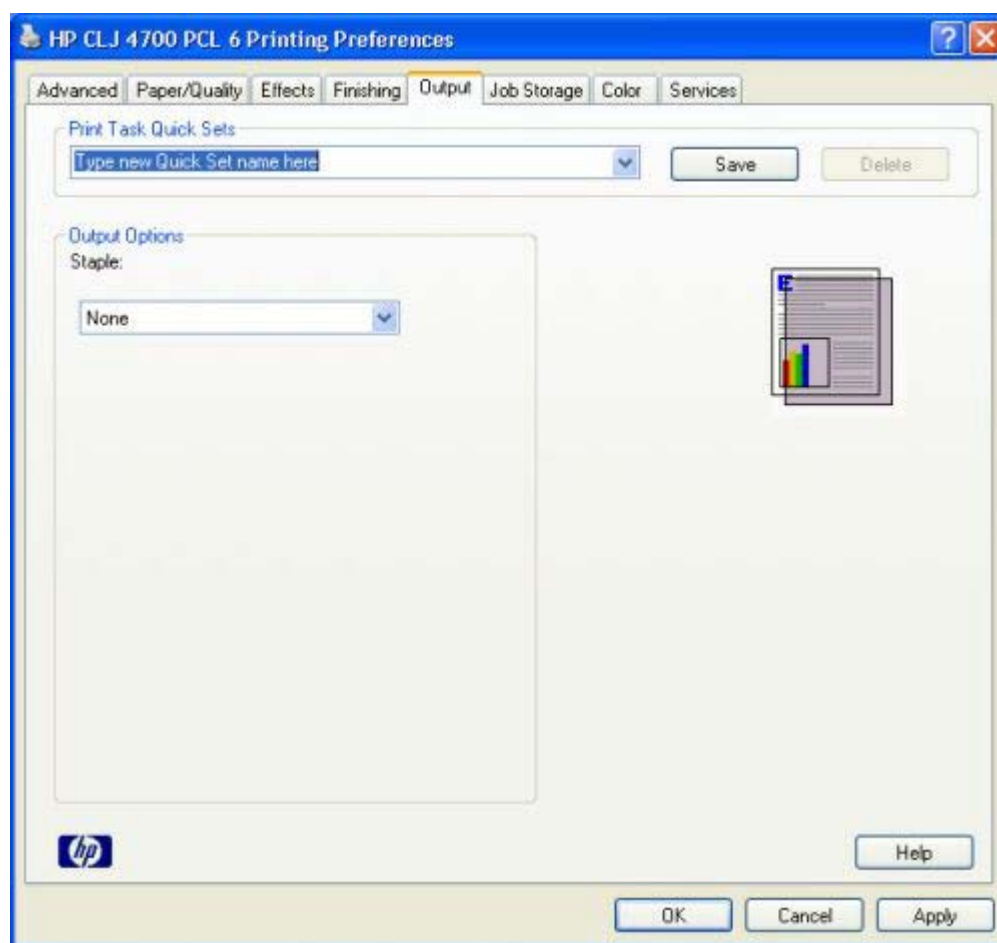 HP CLJ 4700 PCL 6 Printing Preferences
Advanced Paper/Quality Effects Finishing Output Job Storage Color Services
Print Task Quick Sets
Type new Quick Set name here Save Delete
Output Options
Staple:
None
E
hp
Help
OK Cancel Apply